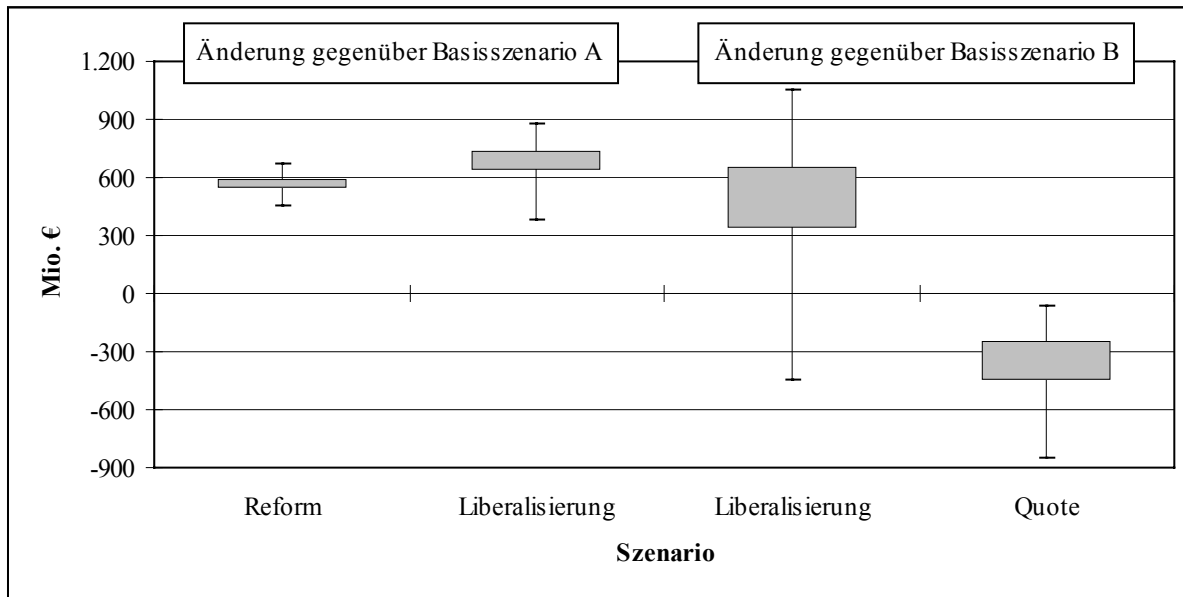 Änderung gegenüber Basisszenario A
Änderung gegenüber Basisszenario B
1.200
900
600
300
0
-300
-600
-900
Mio. €
Reform
Liberalisierung
Liberalisierung
Quote
Szenario